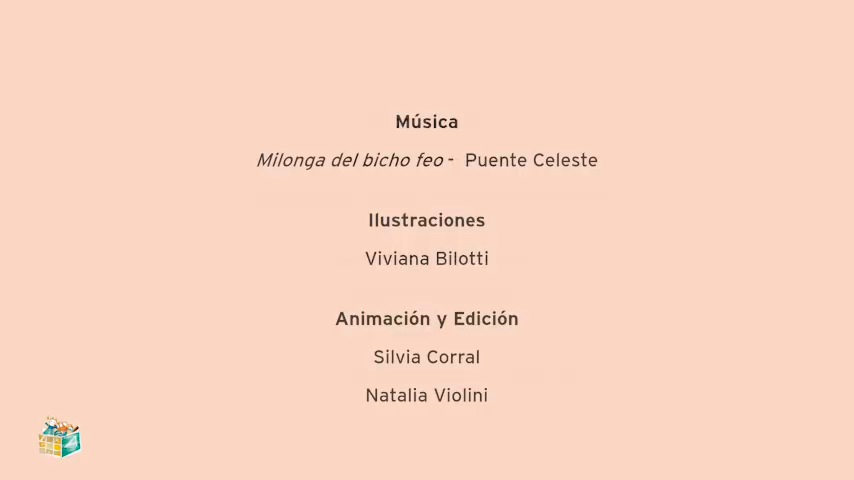 Música
Milonga del bicho feo - Puente Celeste
Ilustraciones
Viviana Bilotti
Animación y Edición
Silvia Corral
Natalia Violini